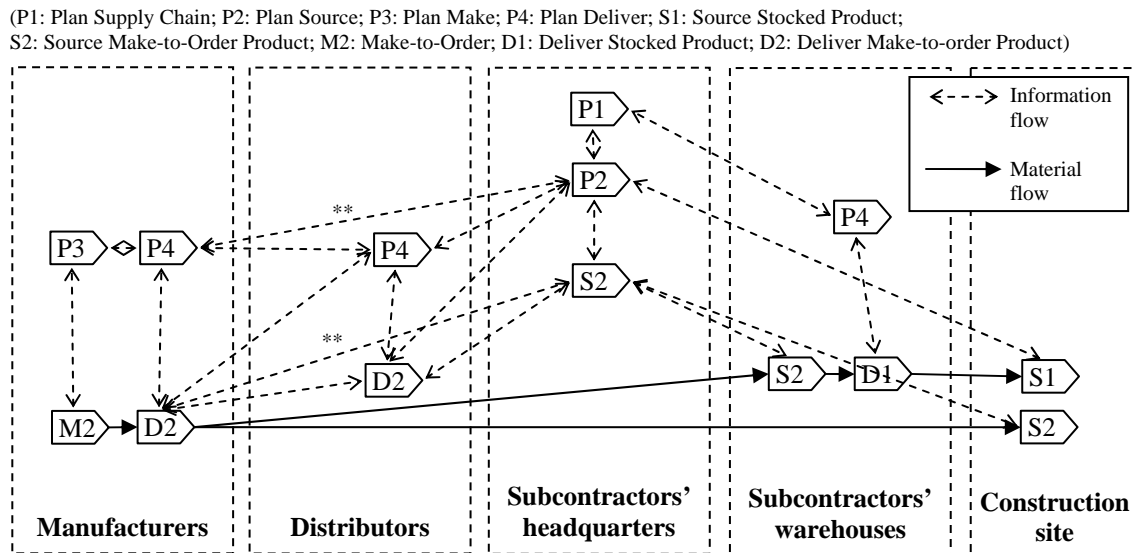 (P1: Plan Supply Chain; P2: Plan Source; P3: Plan Make; P4: Plan Deliver; S1: Source Stocked Product;
S2: Source Make-to-Order Product; M2: Make-to-Order; D1: Deliver Stocked Product; D2: Deliver Make-to-order Product)
Information
flow
Material
flow
P1
P2
**
P4
P3
P4
P4
S2
**
D2
S2
D1
S1
M2
D2
S2
Manufacturers
Distributors
Subcontractors’
headquarters
Subcontractors’
warehouses
Construction
site